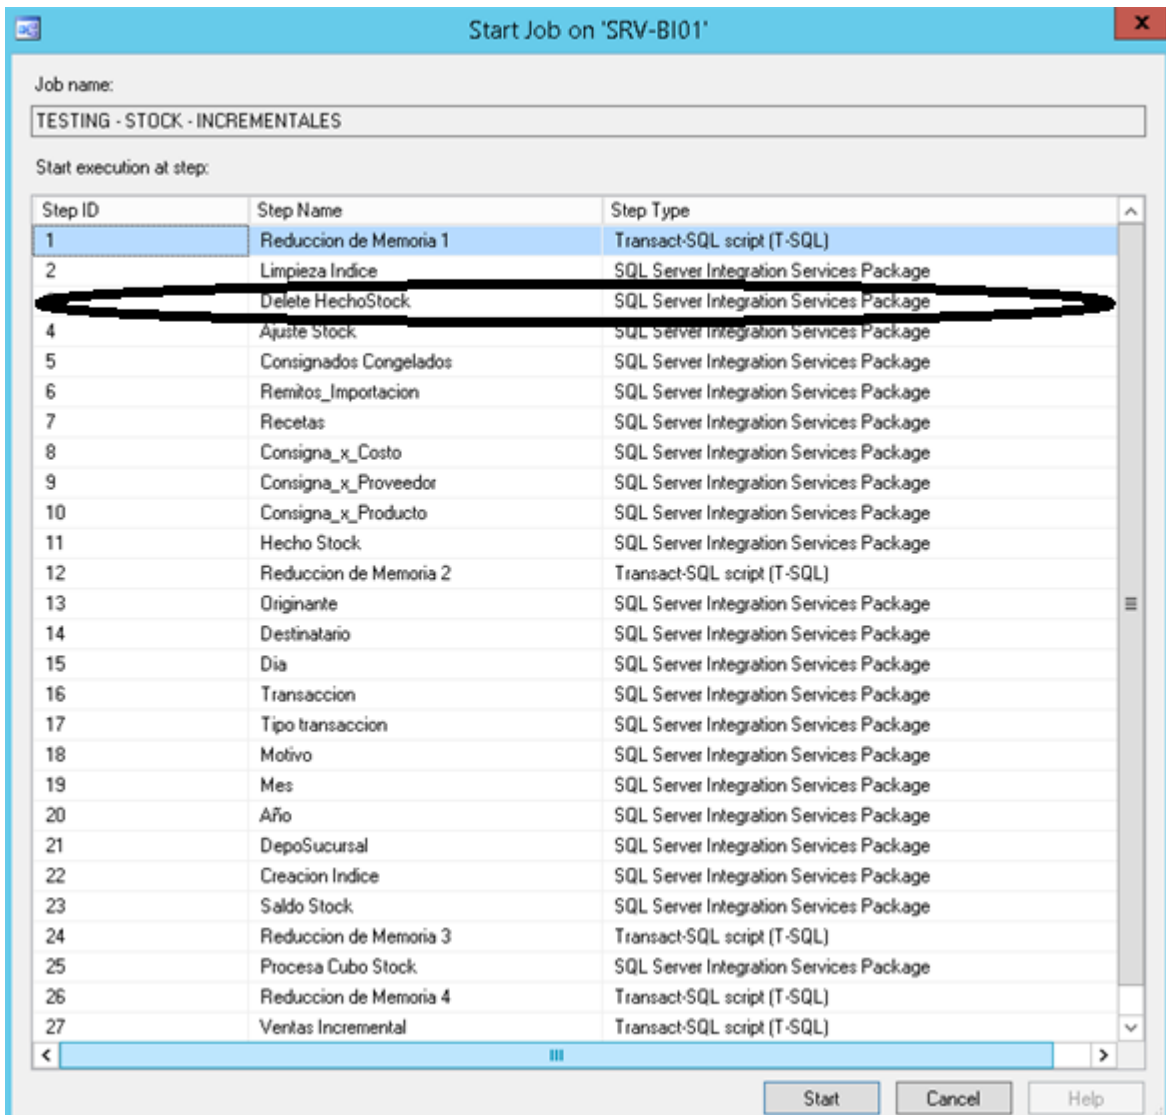 Start Job on 'SRV-BI01'
x
Job name:
TESTING - STOCK - INCREMENTALES
Start execution at step:
Step ID Step Name Step Type
1 Reduccion de Memoria 1 Transact-SQL script (T-SQL)
2 Limpieza Indice SQL Server Integration Services Package
Delete HechoStock SQL Server Integration Services Package
4 Ajuste Stock SQL Server Integration Services Package
5 Consignados Congelados SQL Server Integration Services Package
6 Remitos_Importacion SQL Server Integration Services Package
7 Recetas SQL Server Integration Services Package
8 Consigna_x_Costo SQL Server Integration Services Package
9 Consigna_x_Proveedor SQL Server Integration Services Package
10 Consigna_x_Producto SQL Server Integration Services Package
11 Hecho Stock SQL Server Integration Services Package
12 Reduccion de Memoria 2 Transact-SQL script (T-SQL)
13 Originante SQL Server Integration Services Package
14 Destinatario SQL Server Integration Services Package
15 Dia SQL Server Integration Services Package
16 Transaccion SQL Server Integration Services Package
17 Tipo transaccion SQL Server Integration Services Package
18 Motivo SQL Server Integration Services Package
19 Mes SQL Server Integration Services Package
20 Año SQL Server Integration Services Package
21 DepoSucursal SQL Server Integration Services Package
22 Creacion Indice SQL Server Integration Services Package
23 Saldo Stock SQL Server Integration Services Package
24 Reduccion de Memoria 3 Transact-SQL script (T-SQL)
25 Procesa Cubo Stock SQL Server Integration Services Package
26 Reduccion de Memoria 4 Transact-SQL script (T-SQL)
27 Ventas Incremental Transact-SQL script (T-SQL)
Start Cancel Help